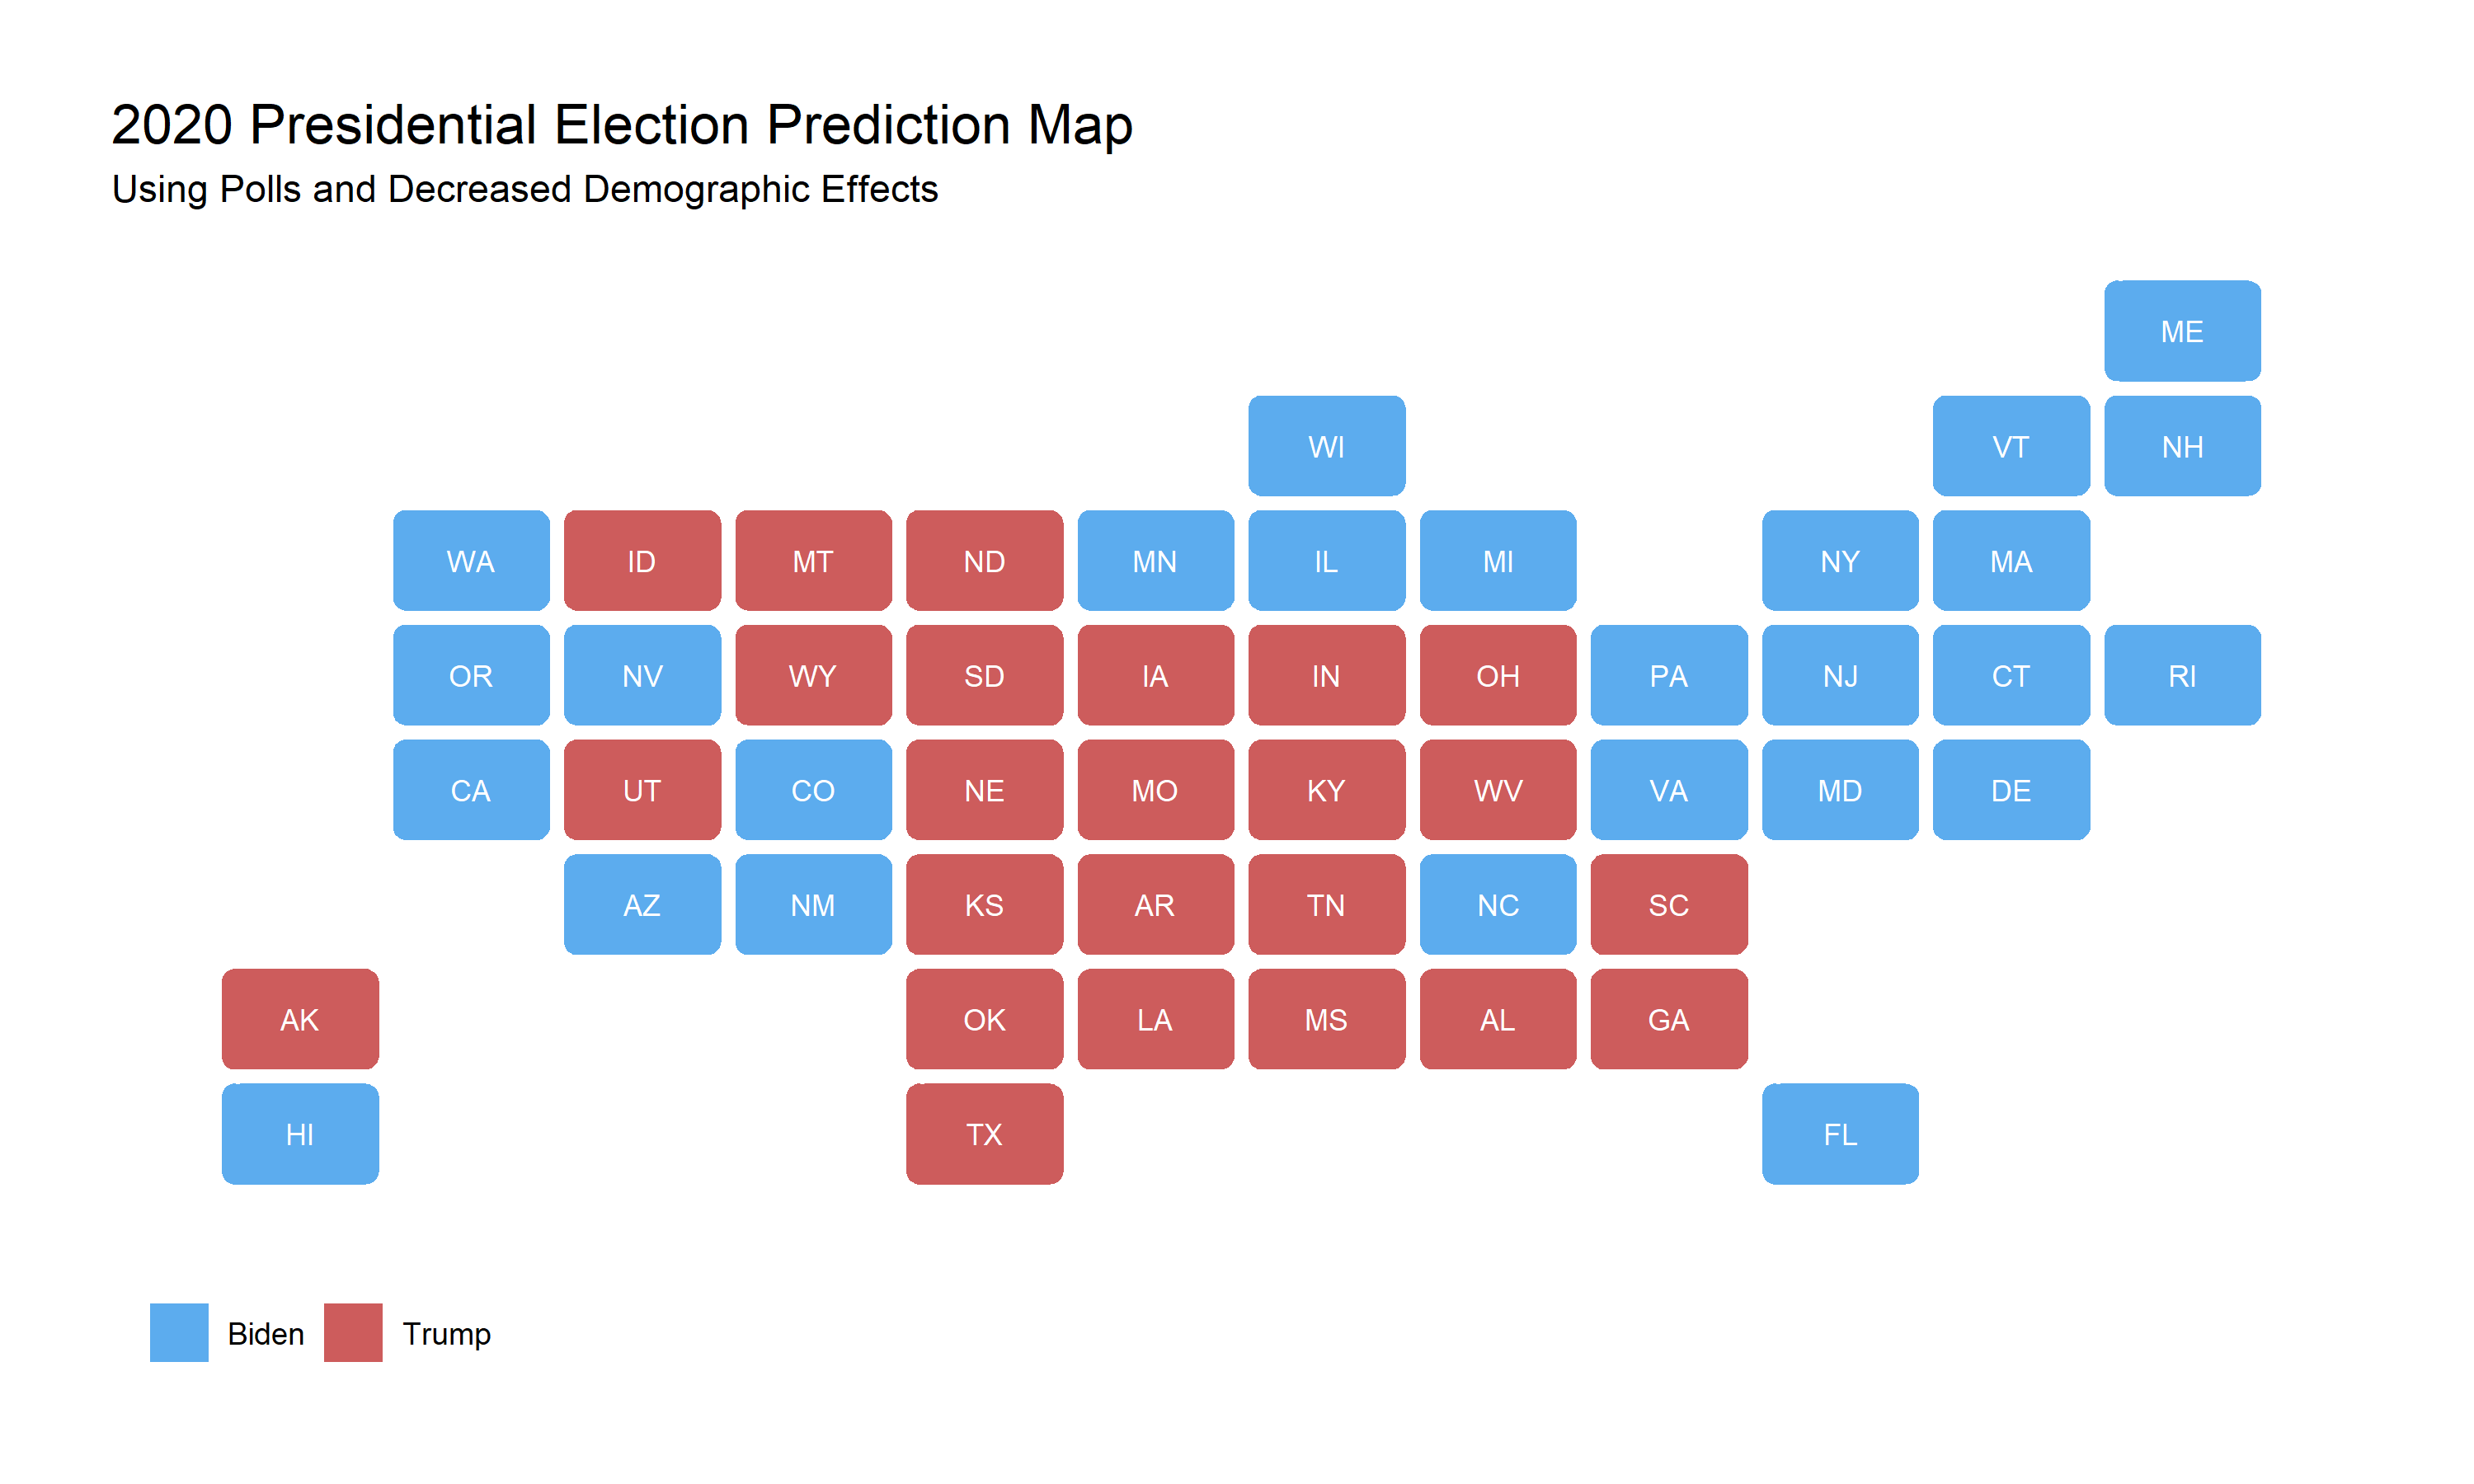 2020 Presidential Election Prediction Map
Using Polls and Decreased Demographic Effects
ME
WI VT NH
WA ID MT ND MN IL MI NY MA
OR NV WY SD IA IN OH PA NJ CT RI
CA UT CO NE MO KY WV VA MD DE
AZ NM KS AR TN NC SC
AK OK LA MS AL GA
HI TX FL
Biden Trump